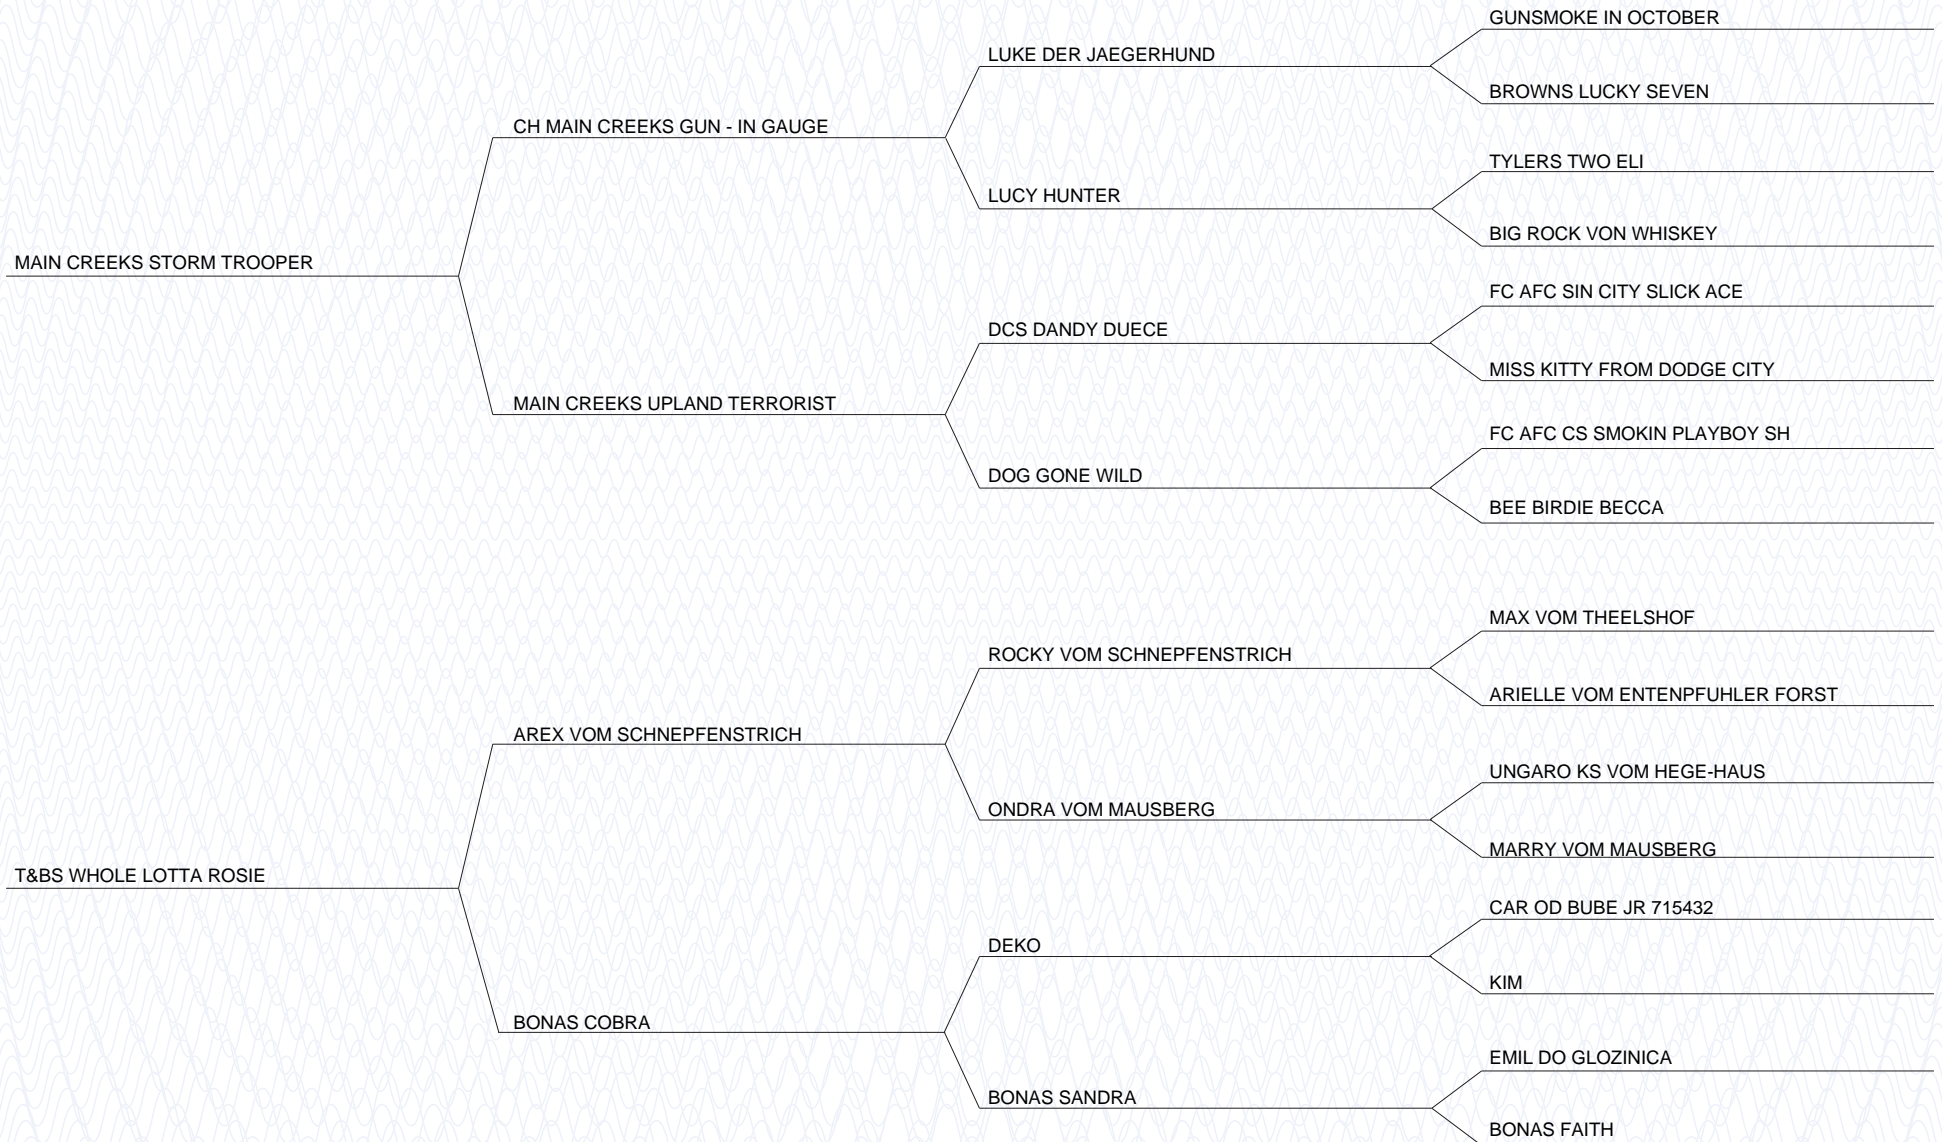 GUNSMOKE IN OCTOBER
LUKE DER JAEGERHUND
BROWNS LUCKY SEVEN
CH MAIN CREEKS GUN - IN GAUGE
TYLERS TWO ELI
LUCY HUNTER
BIG ROCK VON WHISKEY
MAIN CREEKS STORM TROOPER
FC AFC SIN CITY SLICK ACE
DCS DANDY DUECE
MISS KITTY FROM DODGE CITY
MAIN CREEKS UPLAND TERRORIST
FC AFC CS SMOKIN PLAYBOY SH
DOG GONE WILD
BEE BIRDIE BECCA
MAX VOM THEELSHOF
ROCKY VOM SCHNEPFENSTRICH
ARIELLE VOM ENTENPFUHLER FORST
AREX VOM SCHNEPFENSTRICH
UNGARO KS VOM HEGE-HAUS
ONDRA VOM MAUSBERG
MARRY VOM MAUSBERG
T&BS WHOLE LOTTA ROSIE
CAR OD BUBE JR 715432
DEKO
KIM
BONAS COBRA
EMIL DO GLOZINICA
BONAS SANDRA
BONAS FAITH